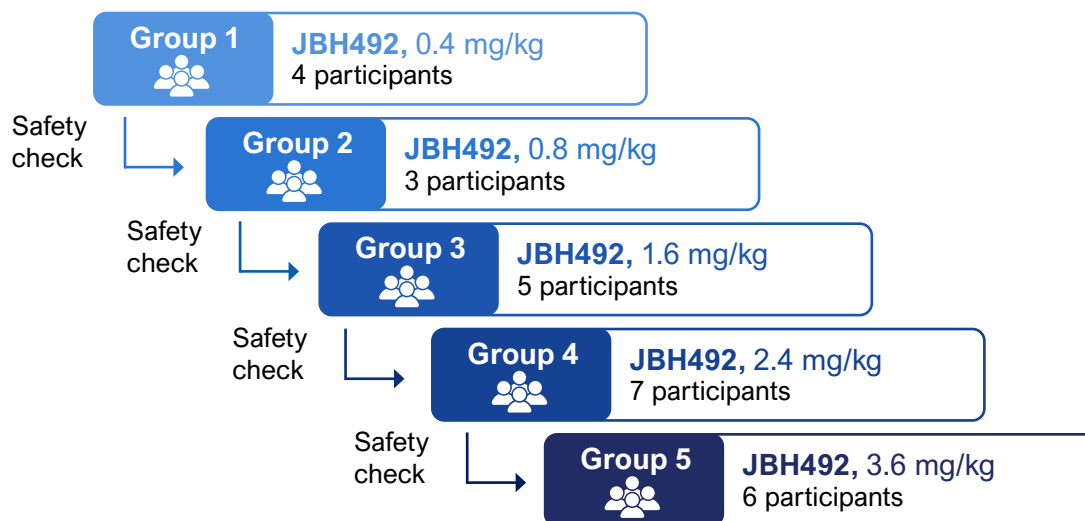 Group 1
JBH492, 0.4 mg/kg
4 participants
Safety
check
Group 2
JBH492, 0.8 mg/kg
3 participants
Safety
check
Group 3
JBH492, 1.6 mg/kg
5 participants
Safety
check
Group 4
JBH492, 2.4 mg/kg
7 participants
Safety
check
Group 5
JBH492, 3.6 mg/kg
6 participants